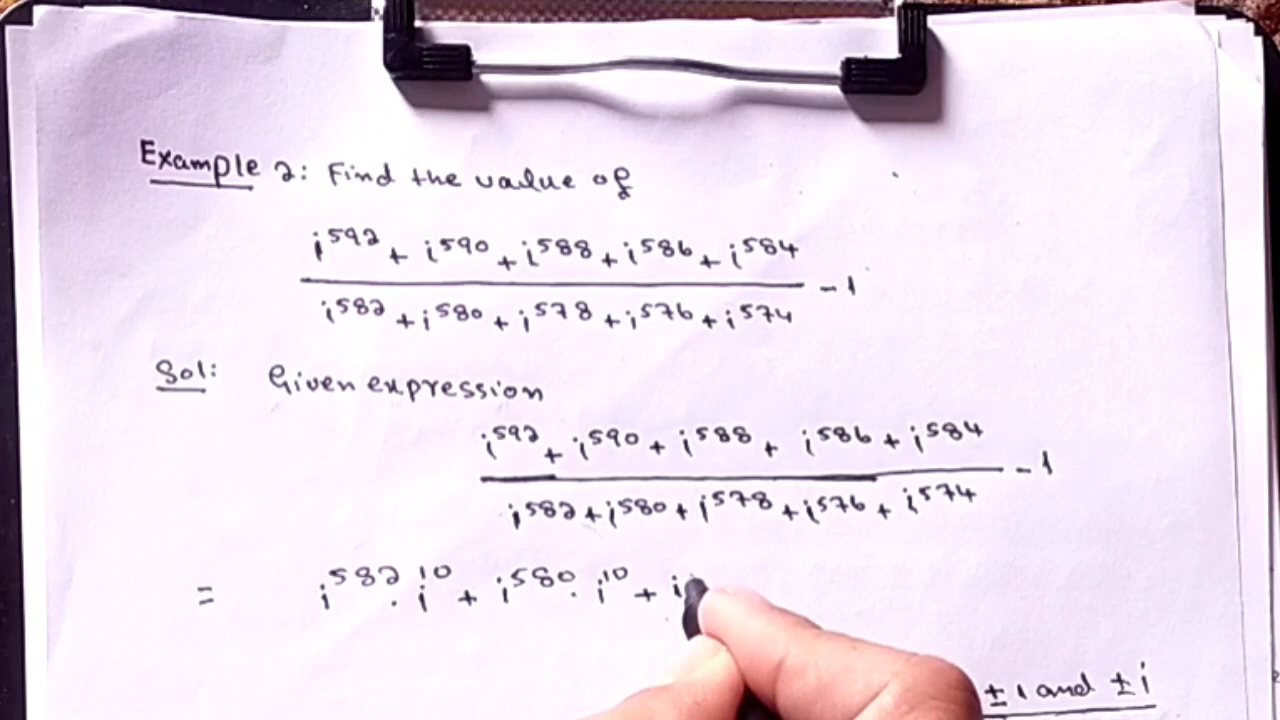 Example 2: Find the value of
i^592 + i^590 + i^588 + i^586 + i^584
i^582 + i^580 + i^578 + i^576 + i^574 - 1
Sol: Given expression
i^592 + i^590 + i^588 + i^586 + i^584
i^582 + i^580 + i^578 + i^576 + i^574 - 1
= i^582 . i^10 + i^580 . i^10 + i
± 1 and ± i